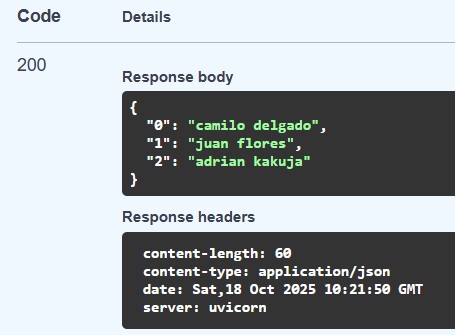 Code Details
200
Response body
{
"0": "camilo delgado",
"1": "juan flores",
"2": "adrian kakuja"
}
Response headers
content-length: 60
content-type: application/json
date: Sat,18 Oct 2025 10:21:50 GMT
server: uvicorn